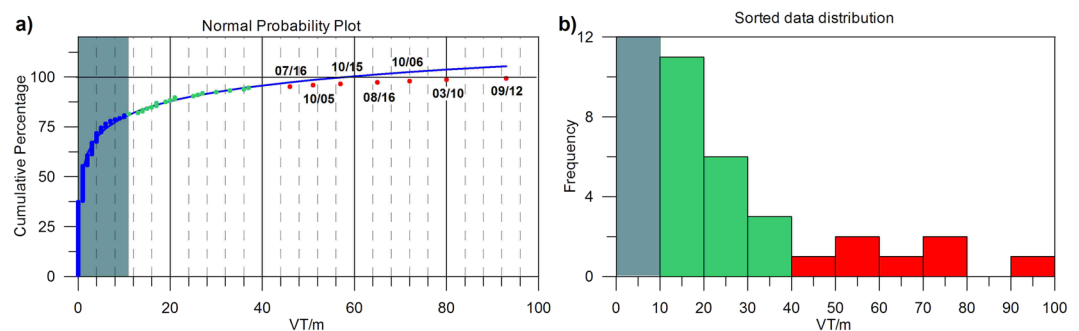 a)
Normal Probability Plot
Cumulative Percentage
100
75
50
25
0
07/16
10/15
10/06
10/05
08/16
03/10
09/12
0 20 40 60 80 100
VT/m
b)
Sorted data distribution
Frequency
12
8
4
0
0 10 20 30 40 50 60 70 80 90 100
VT/m